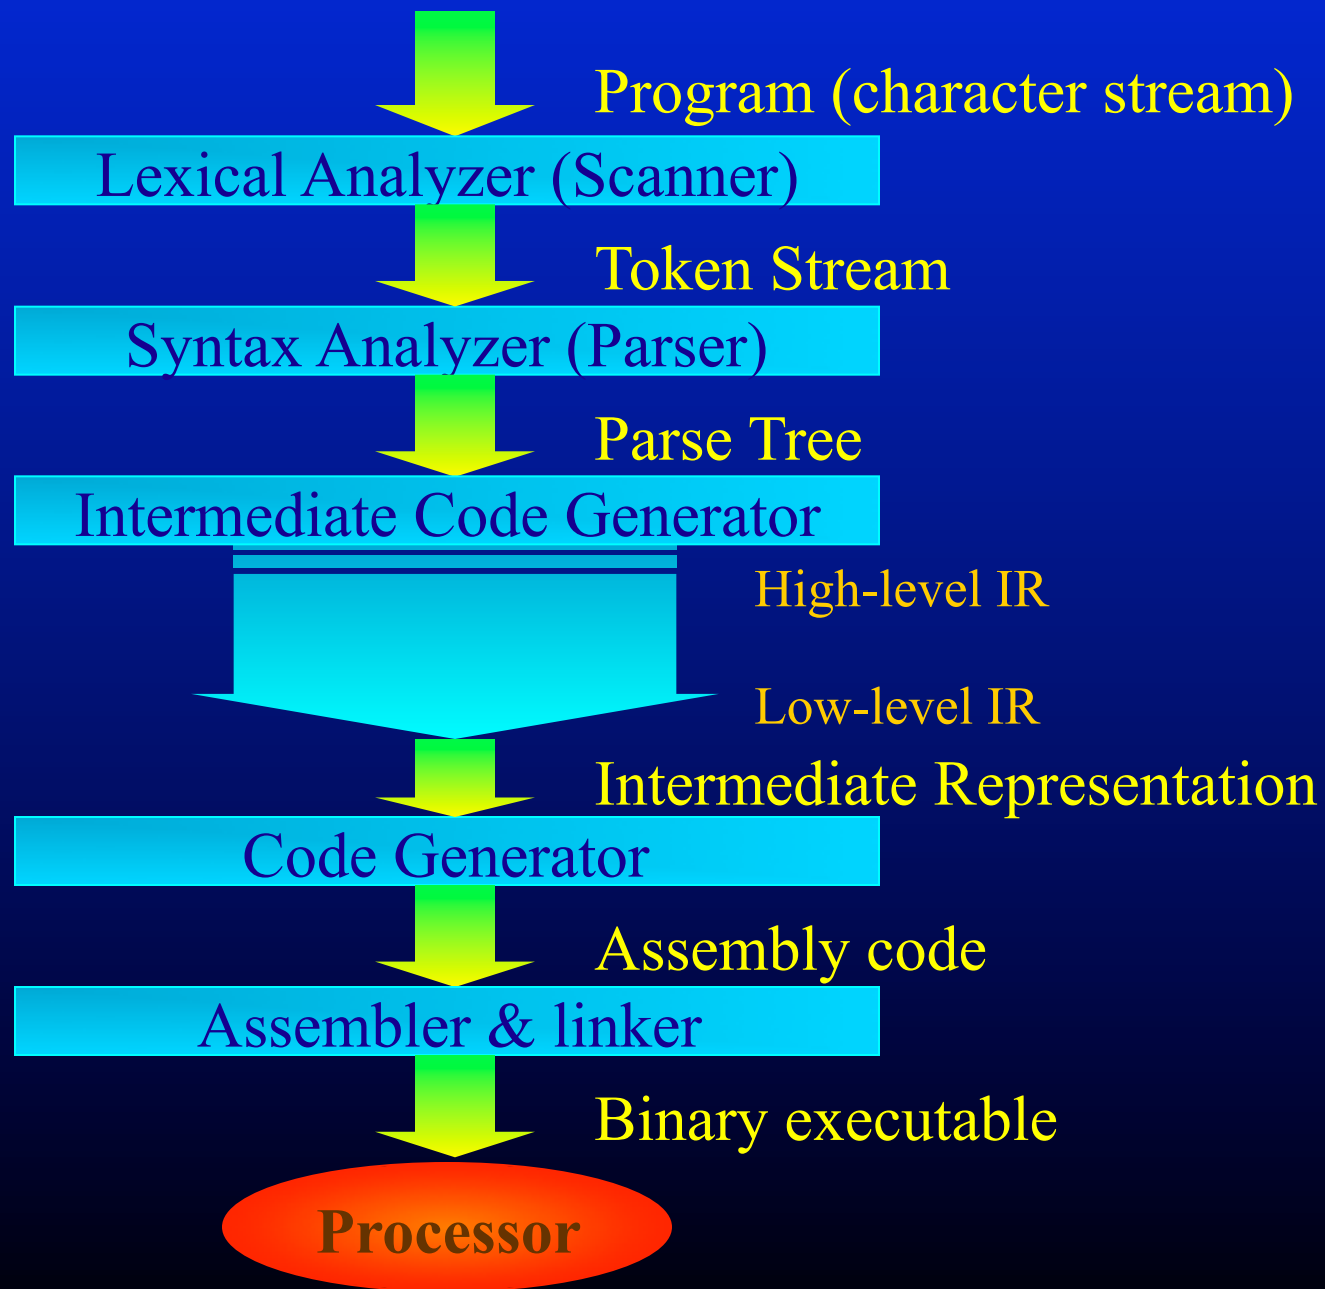 Program (character stream)
Lexical Analyzer (Scanner)
Token Stream
Syntax Analyzer (Parser)
Parse Tree
Intermediate Code Generator
High-level IR
Low-level IR
Intermediate Representation
Code Generator
Assembly code
Assembler & linker
Binary executable
Processor